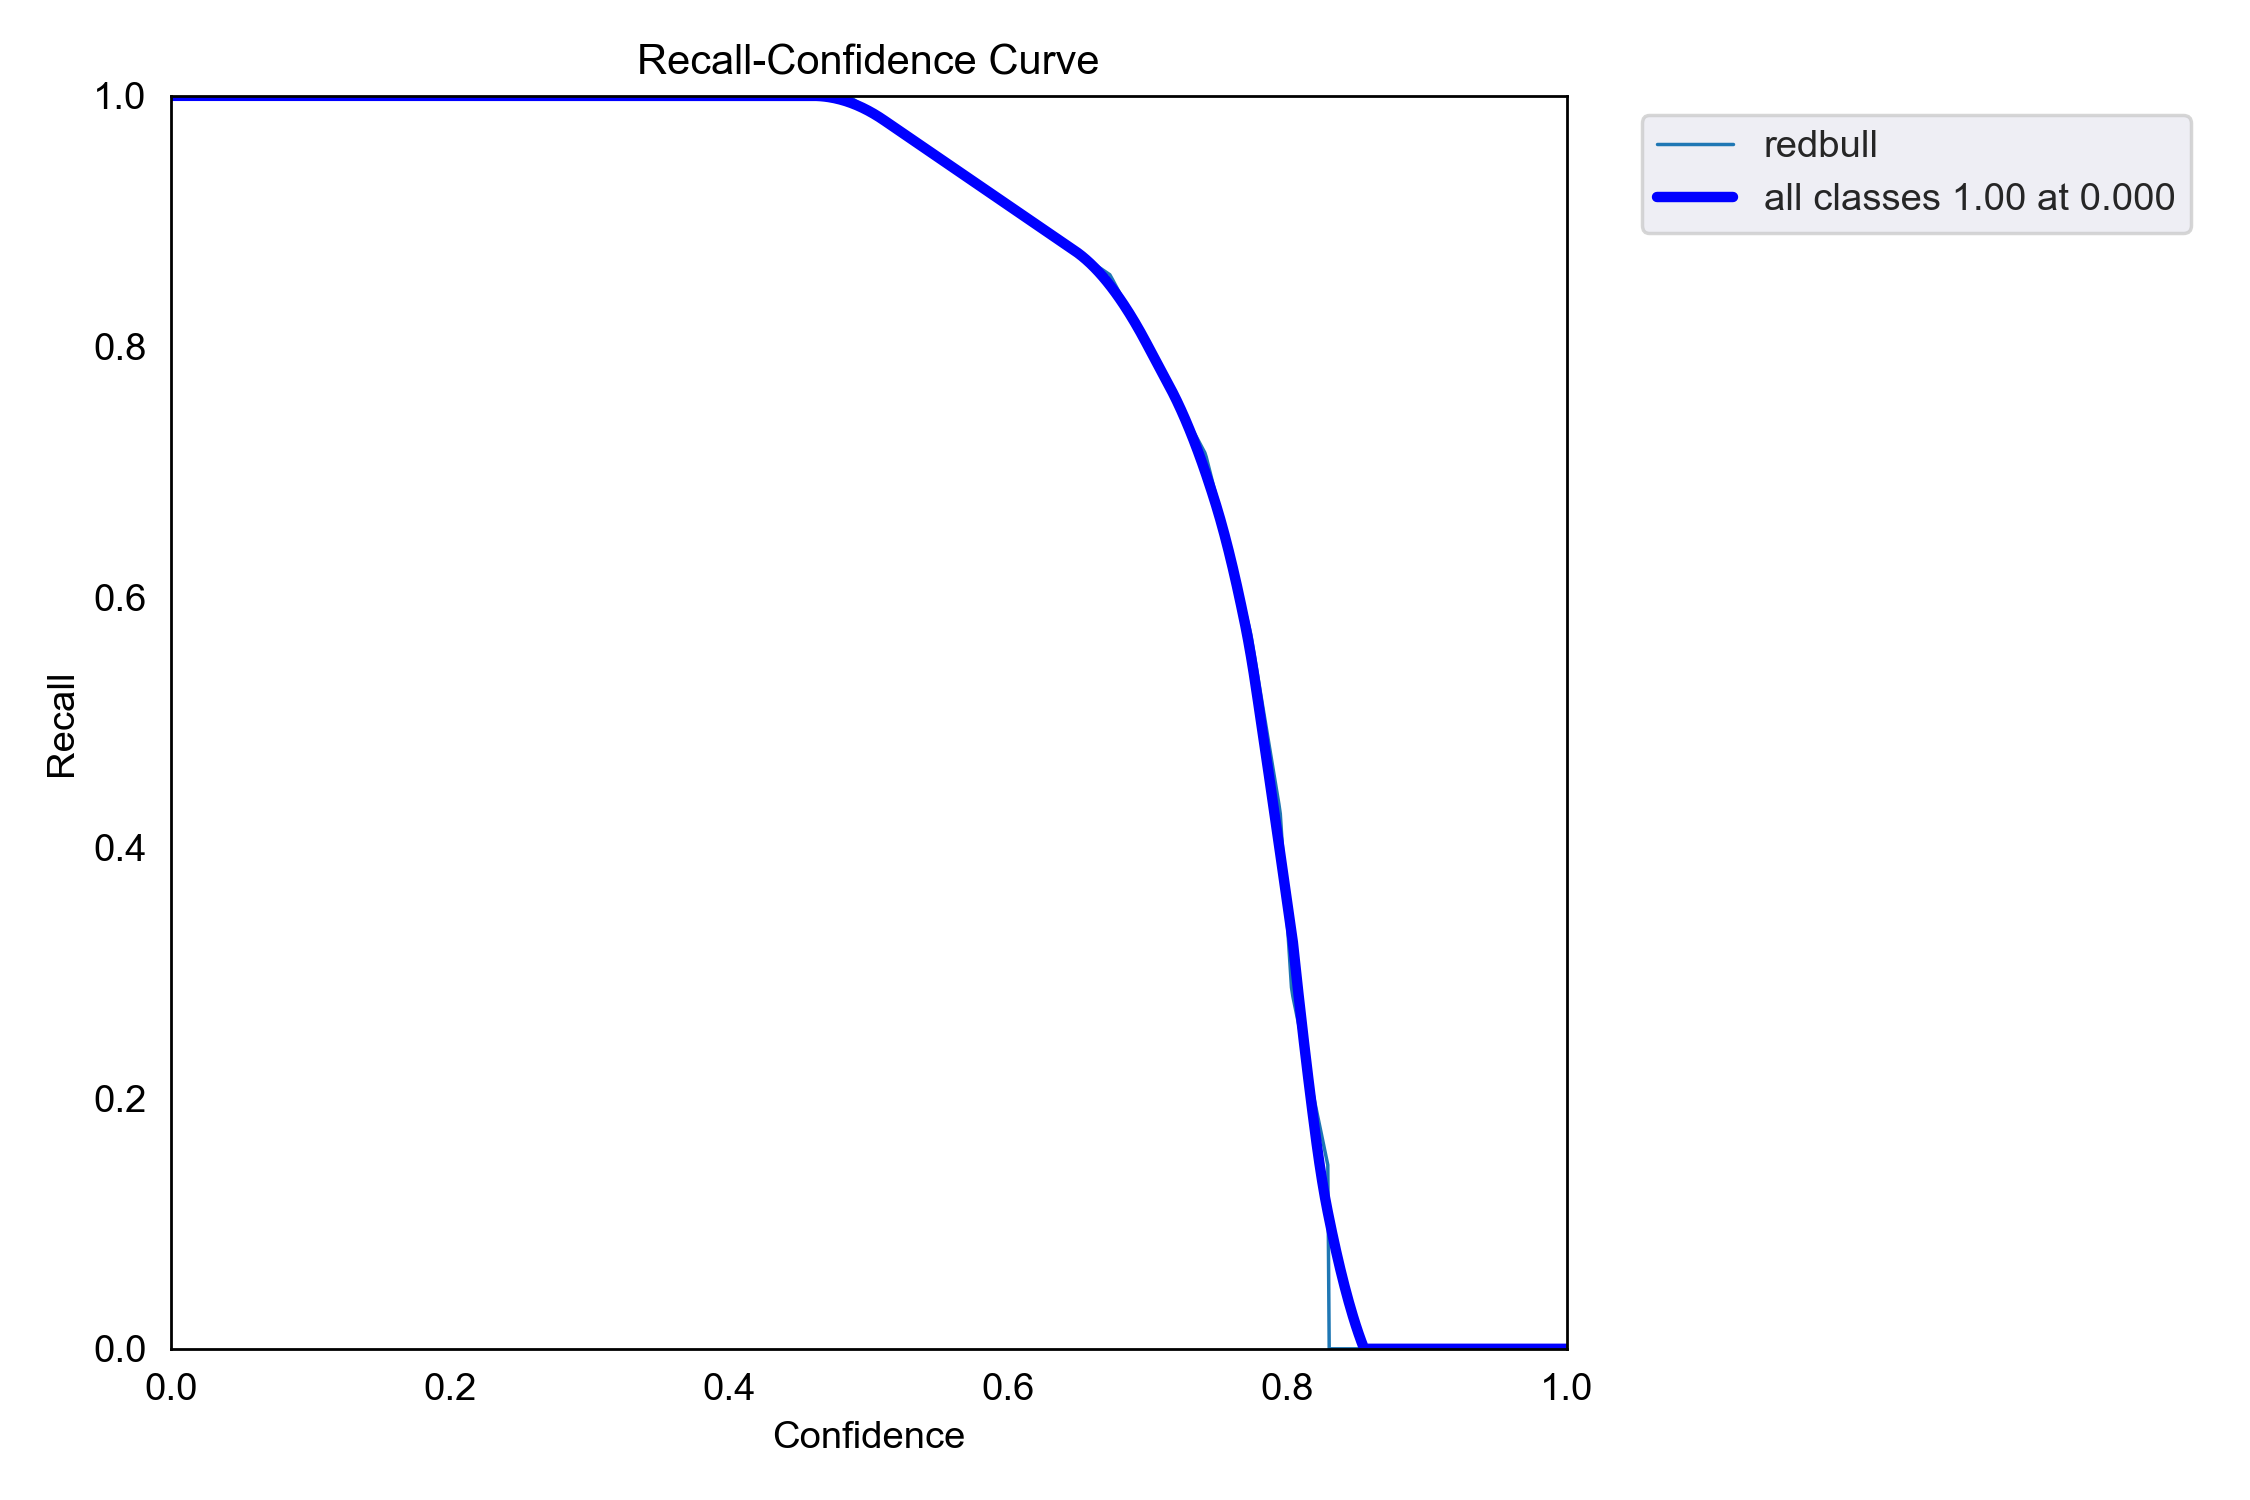 Recall-Confidence Curve
1.0
0.8
0.6
0.4
0.2
0.0
Recall
0.0 0.2 0.4 0.6 0.8 1.0
Confidence
redbull
all classes 1.00 at 0.000